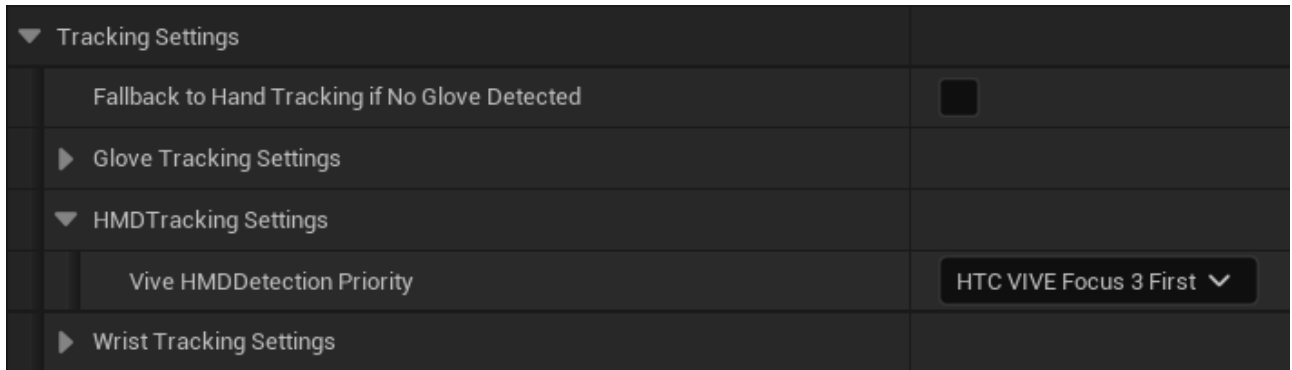 Tracking Settings
Fallback to Hand Tracking if No Glove Detected
Glove Tracking Settings
HMDTracking Settings
Vive HMDDetection Priority HTC VIVE Focus 3 First
Wrist Tracking Settings